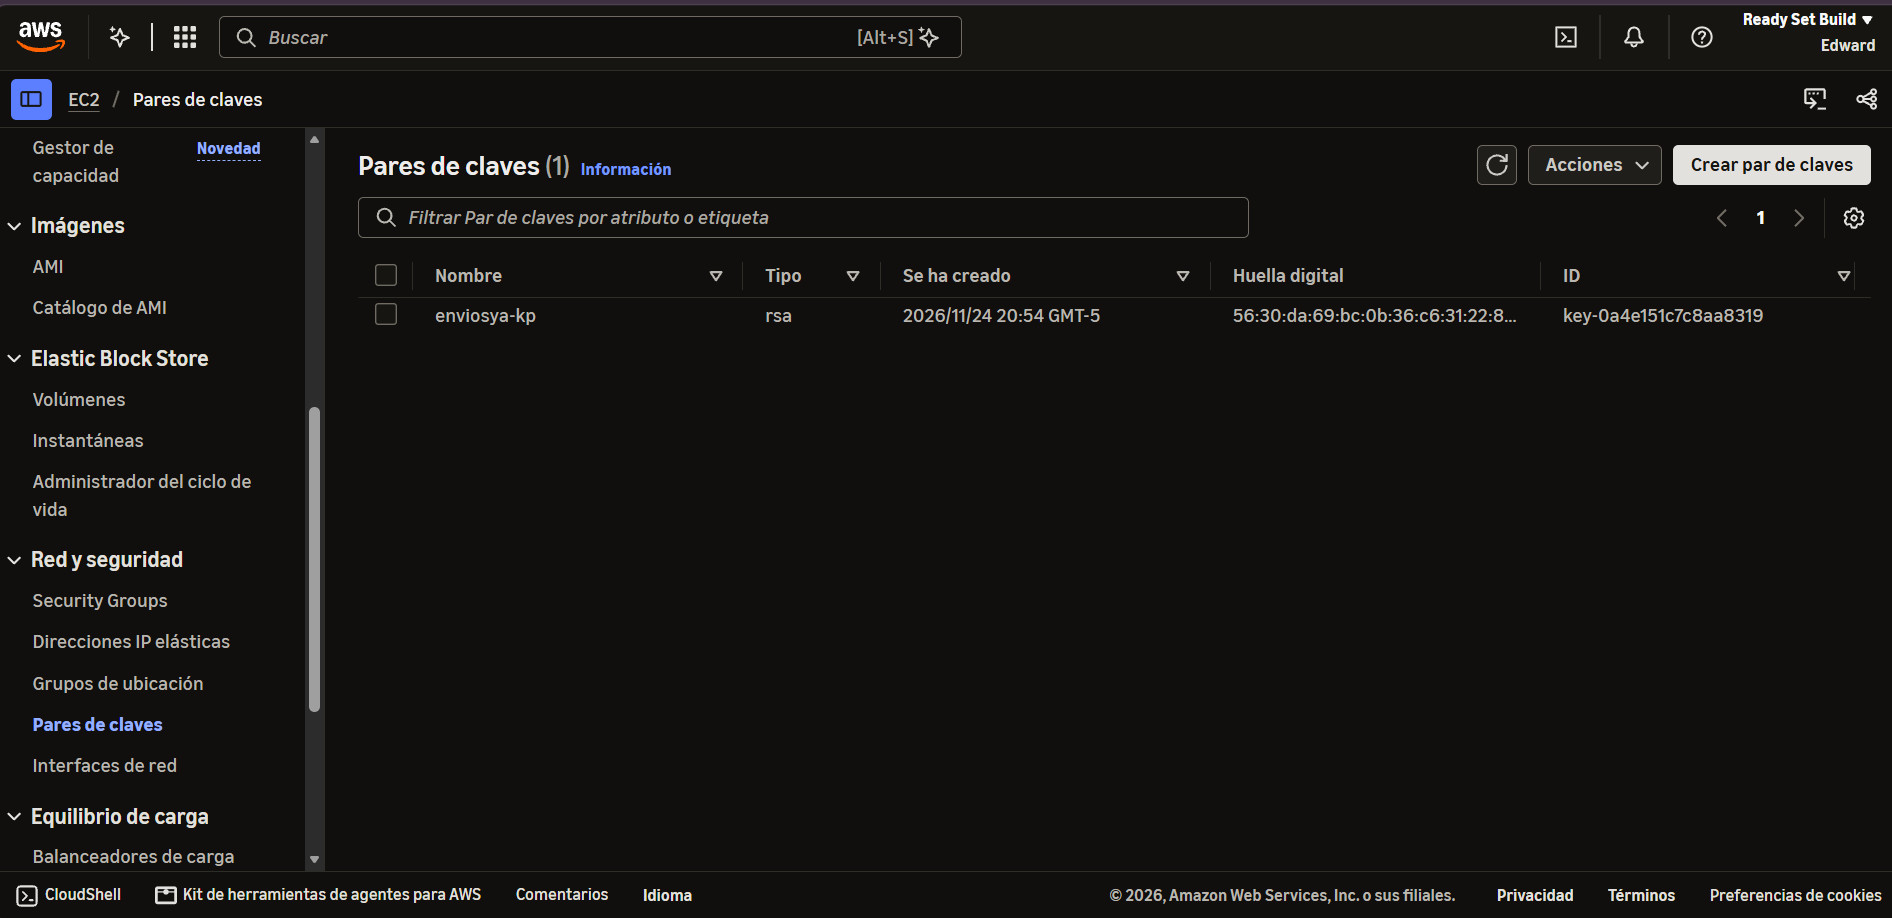 aws
Buscar
[Alt+S]
Ready Set Build
Edward
EC2 / Pares de claves
Gestor de capacidad
Novedad
Imágenes
AMI
Catálogo de AMI
Elastic Block Store
Volúmenes
Instantáneas
Administrador del ciclo de
vida
Red y seguridad
Security Groups
Direcciones IP elásticas
Grupos de ubicación
Pares de claves
Interfaces de red
Equilibrio de carga
Balanceadores de carga
Pares de claves (1) Información
Acciones
Crear par de claves
Filtrar Par de claves por atributo o etiqueta
1
Nombre Tipo Se ha creado Huella digital ID
enviosya-kp rsa 2026/11/24 20:54 GMT-5 56:30:da:69:bc:0b:36:c6:31:22:8... key-0a4e151c7c8aa8319
CloudShell Kit de herramientas de agentes para AWS Comentarios Idioma © 2026, Amazon Web Services, Inc. o sus filiales. Privacidad Términos Preferencias de cookies